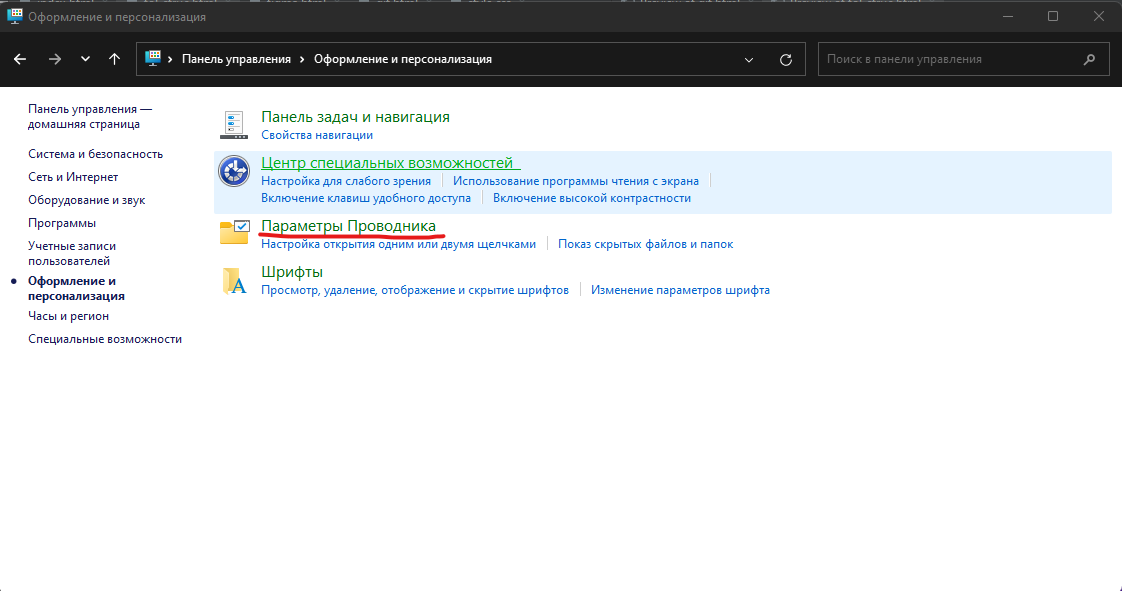 Оформление и персонализация
Панель управления › Оформление и персонализация
Поиск в панели управления
Панель управления —
домашняя страница
Система и безопасность
Сеть и Интернет
Оборудование и звук
Программы
Учетные записи
пользователей
Оформление и
персонализация
Часы и регион
Специальные возможности
Панель задач и навигация
Свойства навигации
Центр специальных возможностей
Настройка для слабого зрения | Использование программы чтения с экрана |
Включение клавиш удобного доступа | Включение высокой контрастности
Параметры Проводника
Настройка открытия одним или двумя щелчками | Показ скрытых файлов и папок
Шрифты
Просмотр, удаление, отображение и скрытие шрифтов | Изменение параметров шрифта